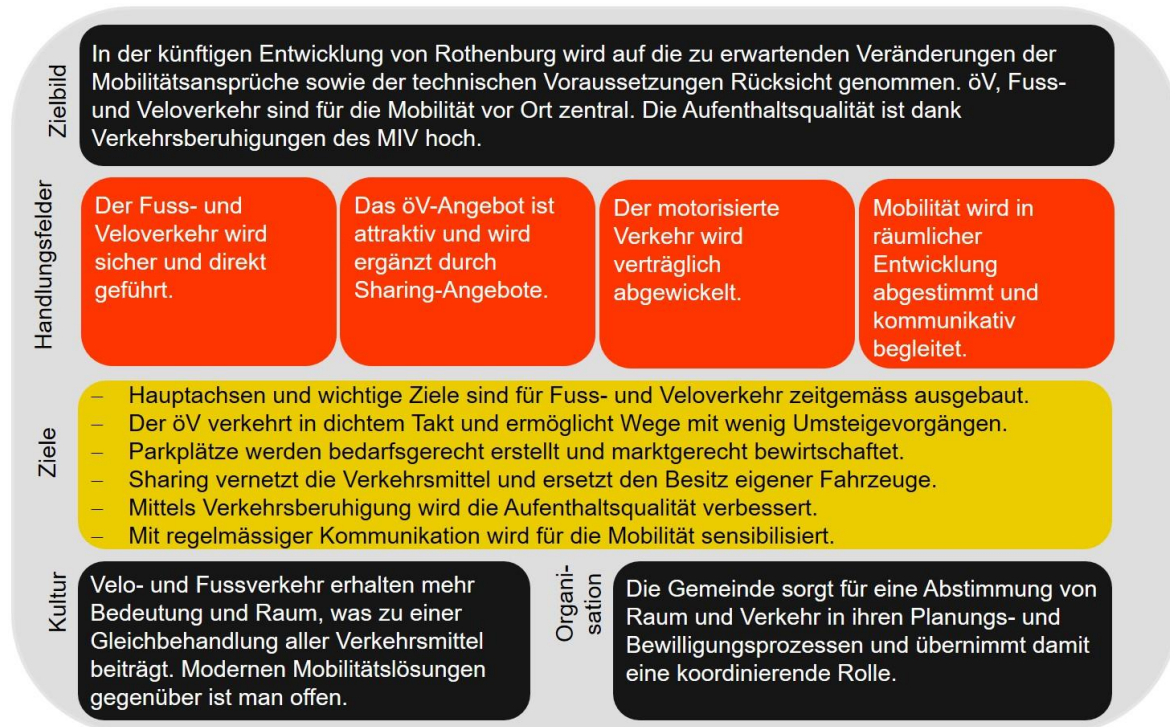 Zielbild
In der künftigen Entwicklung von Rothenburg wird auf die zu erwartenden Veränderungen der
Mobilitätsansprüche sowie der technischen Voraussetzungen Rücksicht genommen. öV, Fuss-
und Veloverkehr sind für die Mobilität vor Ort zentral. Die Aufenthaltsqualität ist dank
Verkehrsberuhigungen des MIV hoch.
Handlungsfelder
Der Fuss- und
Veloverkehr wird
sicher und direkt
geführt.
Das öV-Angebot ist
attraktiv und wird
ergänzt durch
Sharing-Angebote.
Der motorisierte
Verkehr wird
verträglich
abgewickelt.
Mobilität wird in
räumlicher
Entwicklung
abgestimmt und
kommunikativ
begleitet.
Ziele
– Hauptachsen und wichtige Ziele sind für Fuss- und Veloverkehr zeitgemäss ausgebaut.
– Der öV verkehrt in dichtem Takt und ermöglicht Wege mit wenig Umsteigevorgängen.
– Parkplätze werden bedarfsgerecht erstellt und marktgerecht bewirtschaftet.
– Sharing vernetzt die Verkehrsmittel und ersetzt den Besitz eigener Fahrzeuge.
– Mittels Verkehrsberuhigung wird die Aufenthaltsqualität verbessert.
– Mit regelmässiger Kommunikation wird für die Mobilität sensibilisiert.
Kultur
Velo- und Fussverkehr erhalten mehr
Bedeutung und Raum, was zu einer
Gleichbehandlung aller Verkehrsmittel
beiträgt. Modernen Mobilitätslösungen
gegenüber ist man offen.
Organi-
sation
Die Gemeinde sorgt für eine Abstimmung von
Raum und Verkehr in ihren Planungs- und
Bewilligungsprozessen und übernimmt damit
eine koordinierende Rolle.